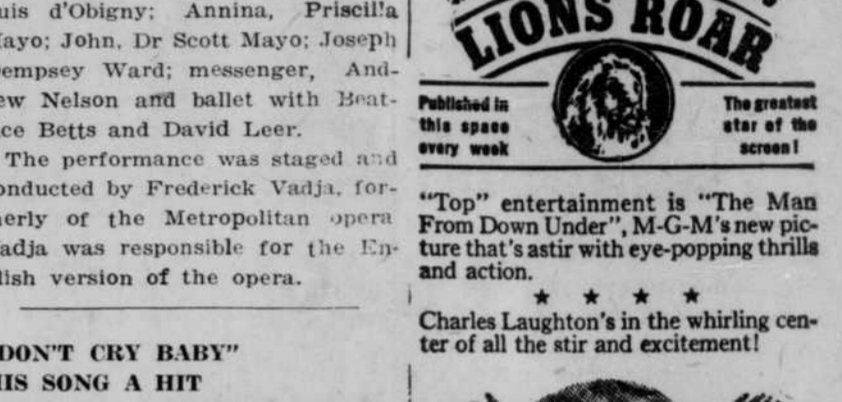 uis d'Obigny; Annina, Priscilla
Mayo; John, Dr Scott Mayo; Joseph
empsey Ward; messenger, And-
ew Nelson and ballet with Beat-
ce Betts and David Leer.
The performance was staged and
onducted by Frederick Vadja, for-
erly of the Metropolitan opera
adja was responsible for the En-
lish version of the opera.
DON'T CRY BABY"
IS SONG A HIT
LIONS ROAR
Published in
this space
every week
The greatest
star of the
screen!
"Top" entertainment is "The Man
From Down Under", M-G-M's new pic-
ture that's astir with eye-popping thrills
and action.
★ ★ ★ ★
Charles Laughton's in the whirling cen-
ter of all the stir and excitement!